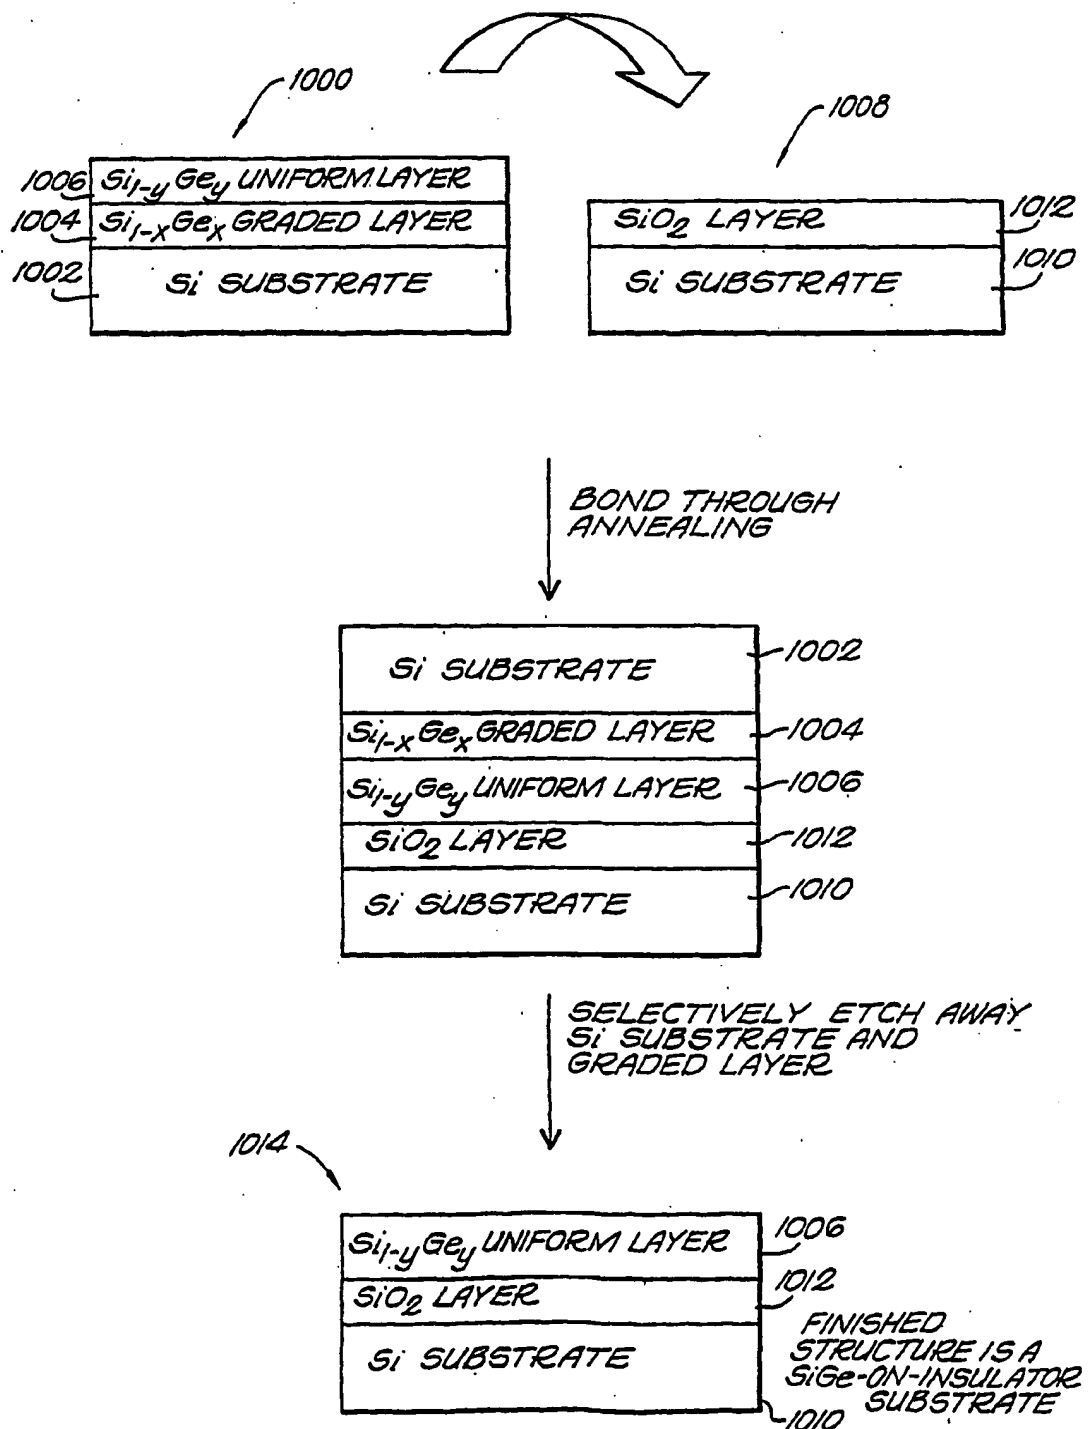 1000
1008
1006 Si1-yGey UNIFORM LAYER
1004 Si1-xGex GRADED LAYER
1002 Si SUBSTRATE
SiO2 LAYER 1012
Si SUBSTRATE 1010
BOND THROUGH
ANNEALING
Si SUBSTRATE 1002
Si1-xGex GRADED LAYER 1004
Si1-yGey UNIFORM LAYER 1006
SiO2 LAYER 1012
Si SUBSTRATE 1010
SELECTIVELY ETCH AWAY
Si SUBSTRATE AND
GRADED LAYER
1014
Si1-yGey UNIFORM LAYER 1006
SiO2 LAYER 1012
Si SUBSTRATE
FINISHED
STRUCTURE IS A
SiGe-ON-INSULATOR
SUBSTRATE
1010